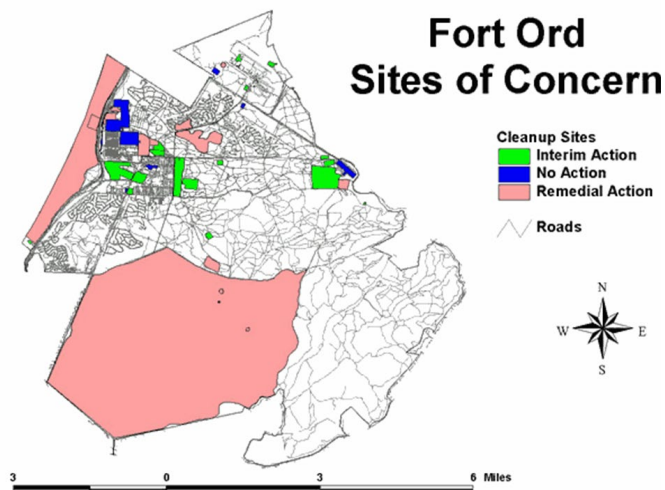 Fort Ord
Sites of Concern
Cleanup Sites
Interim Action
No Action
Remedial Action
Roads
N
W E
S
3 0 3 6 Miles